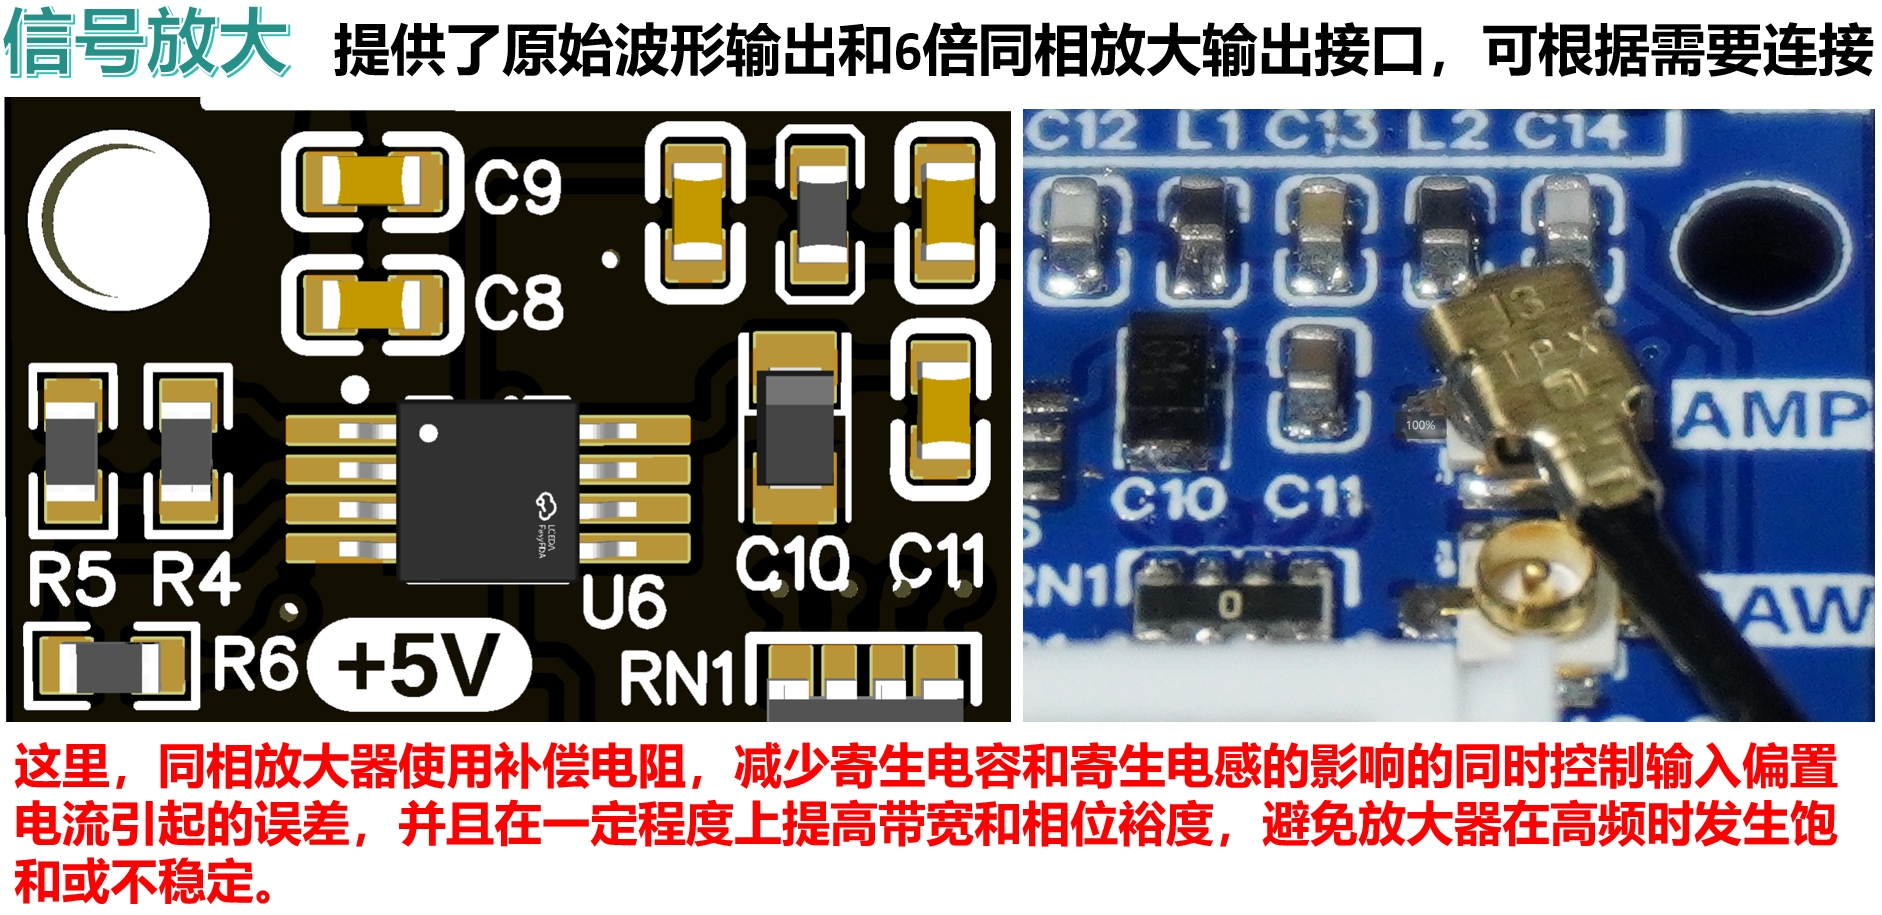 信号放大 提供了原始波形输出和6倍同相放大输出接口，可根据需要连接
C9
C8
R5 R4
U6
C10 C11
R6 +5V
RN1
LCEDA
EasyEDA
C12 L1 C13 L2 C14
13
IPX
100%
AMP
C10 C11
6
RN1
0
AW
这里，同相放大器使用补偿电阻，减少寄生电容和寄生电感的影响的同时控制输入偏置
电流引起的误差，并且在一定程度上提高带宽和相位裕度，避免放大器在高频时发生饱
和或不稳定。